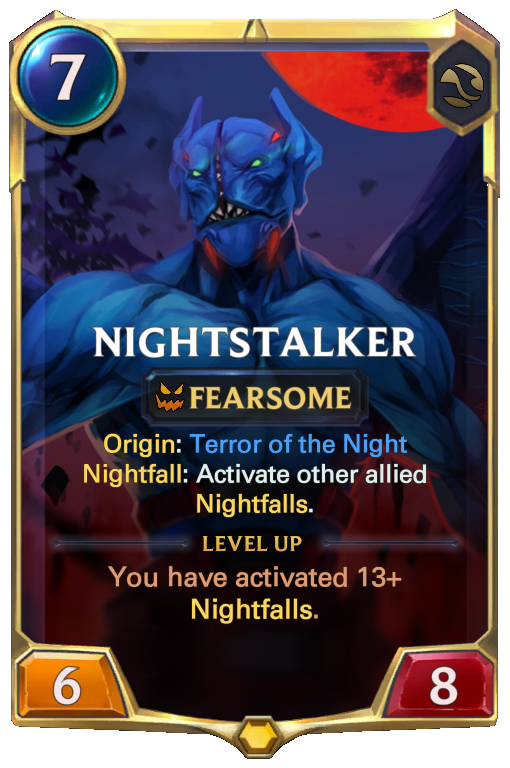 7
NIGHTSTALKER
FEARSOME
Origin: Terror of the Night
Nightfall: Activate other allied
Nightfalls.
LEVEL UP
You have activated 13+
Nightfalls.
6
8